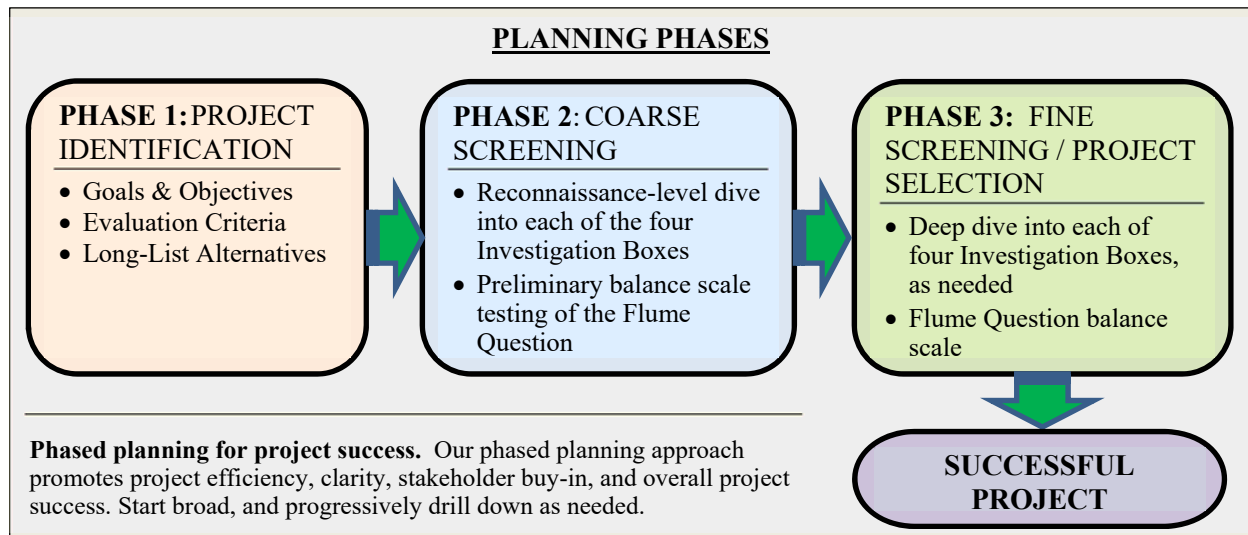 PLANNING PHASES
PHASE 1: PROJECT
IDENTIFICATION
• Goals & Objectives
• Evaluation Criteria
• Long-List Alternatives
PHASE 2: COARSE
SCREENING
• Reconnaissance-level dive
into each of the four
Investigation Boxes
• Preliminary balance scale
testing of the Flume
Question
PHASE 3: FINE
SCREENING / PROJECT
SELECTION
• Deep dive into each of
four Investigation Boxes,
as needed
• Flume Question balance
scale
Phased planning for project success. Our phased planning approach
promotes project efficiency, clarity, stakeholder buy-in, and overall project
success. Start broad, and progressively drill down as needed.
SUCCESSFUL
PROJECT